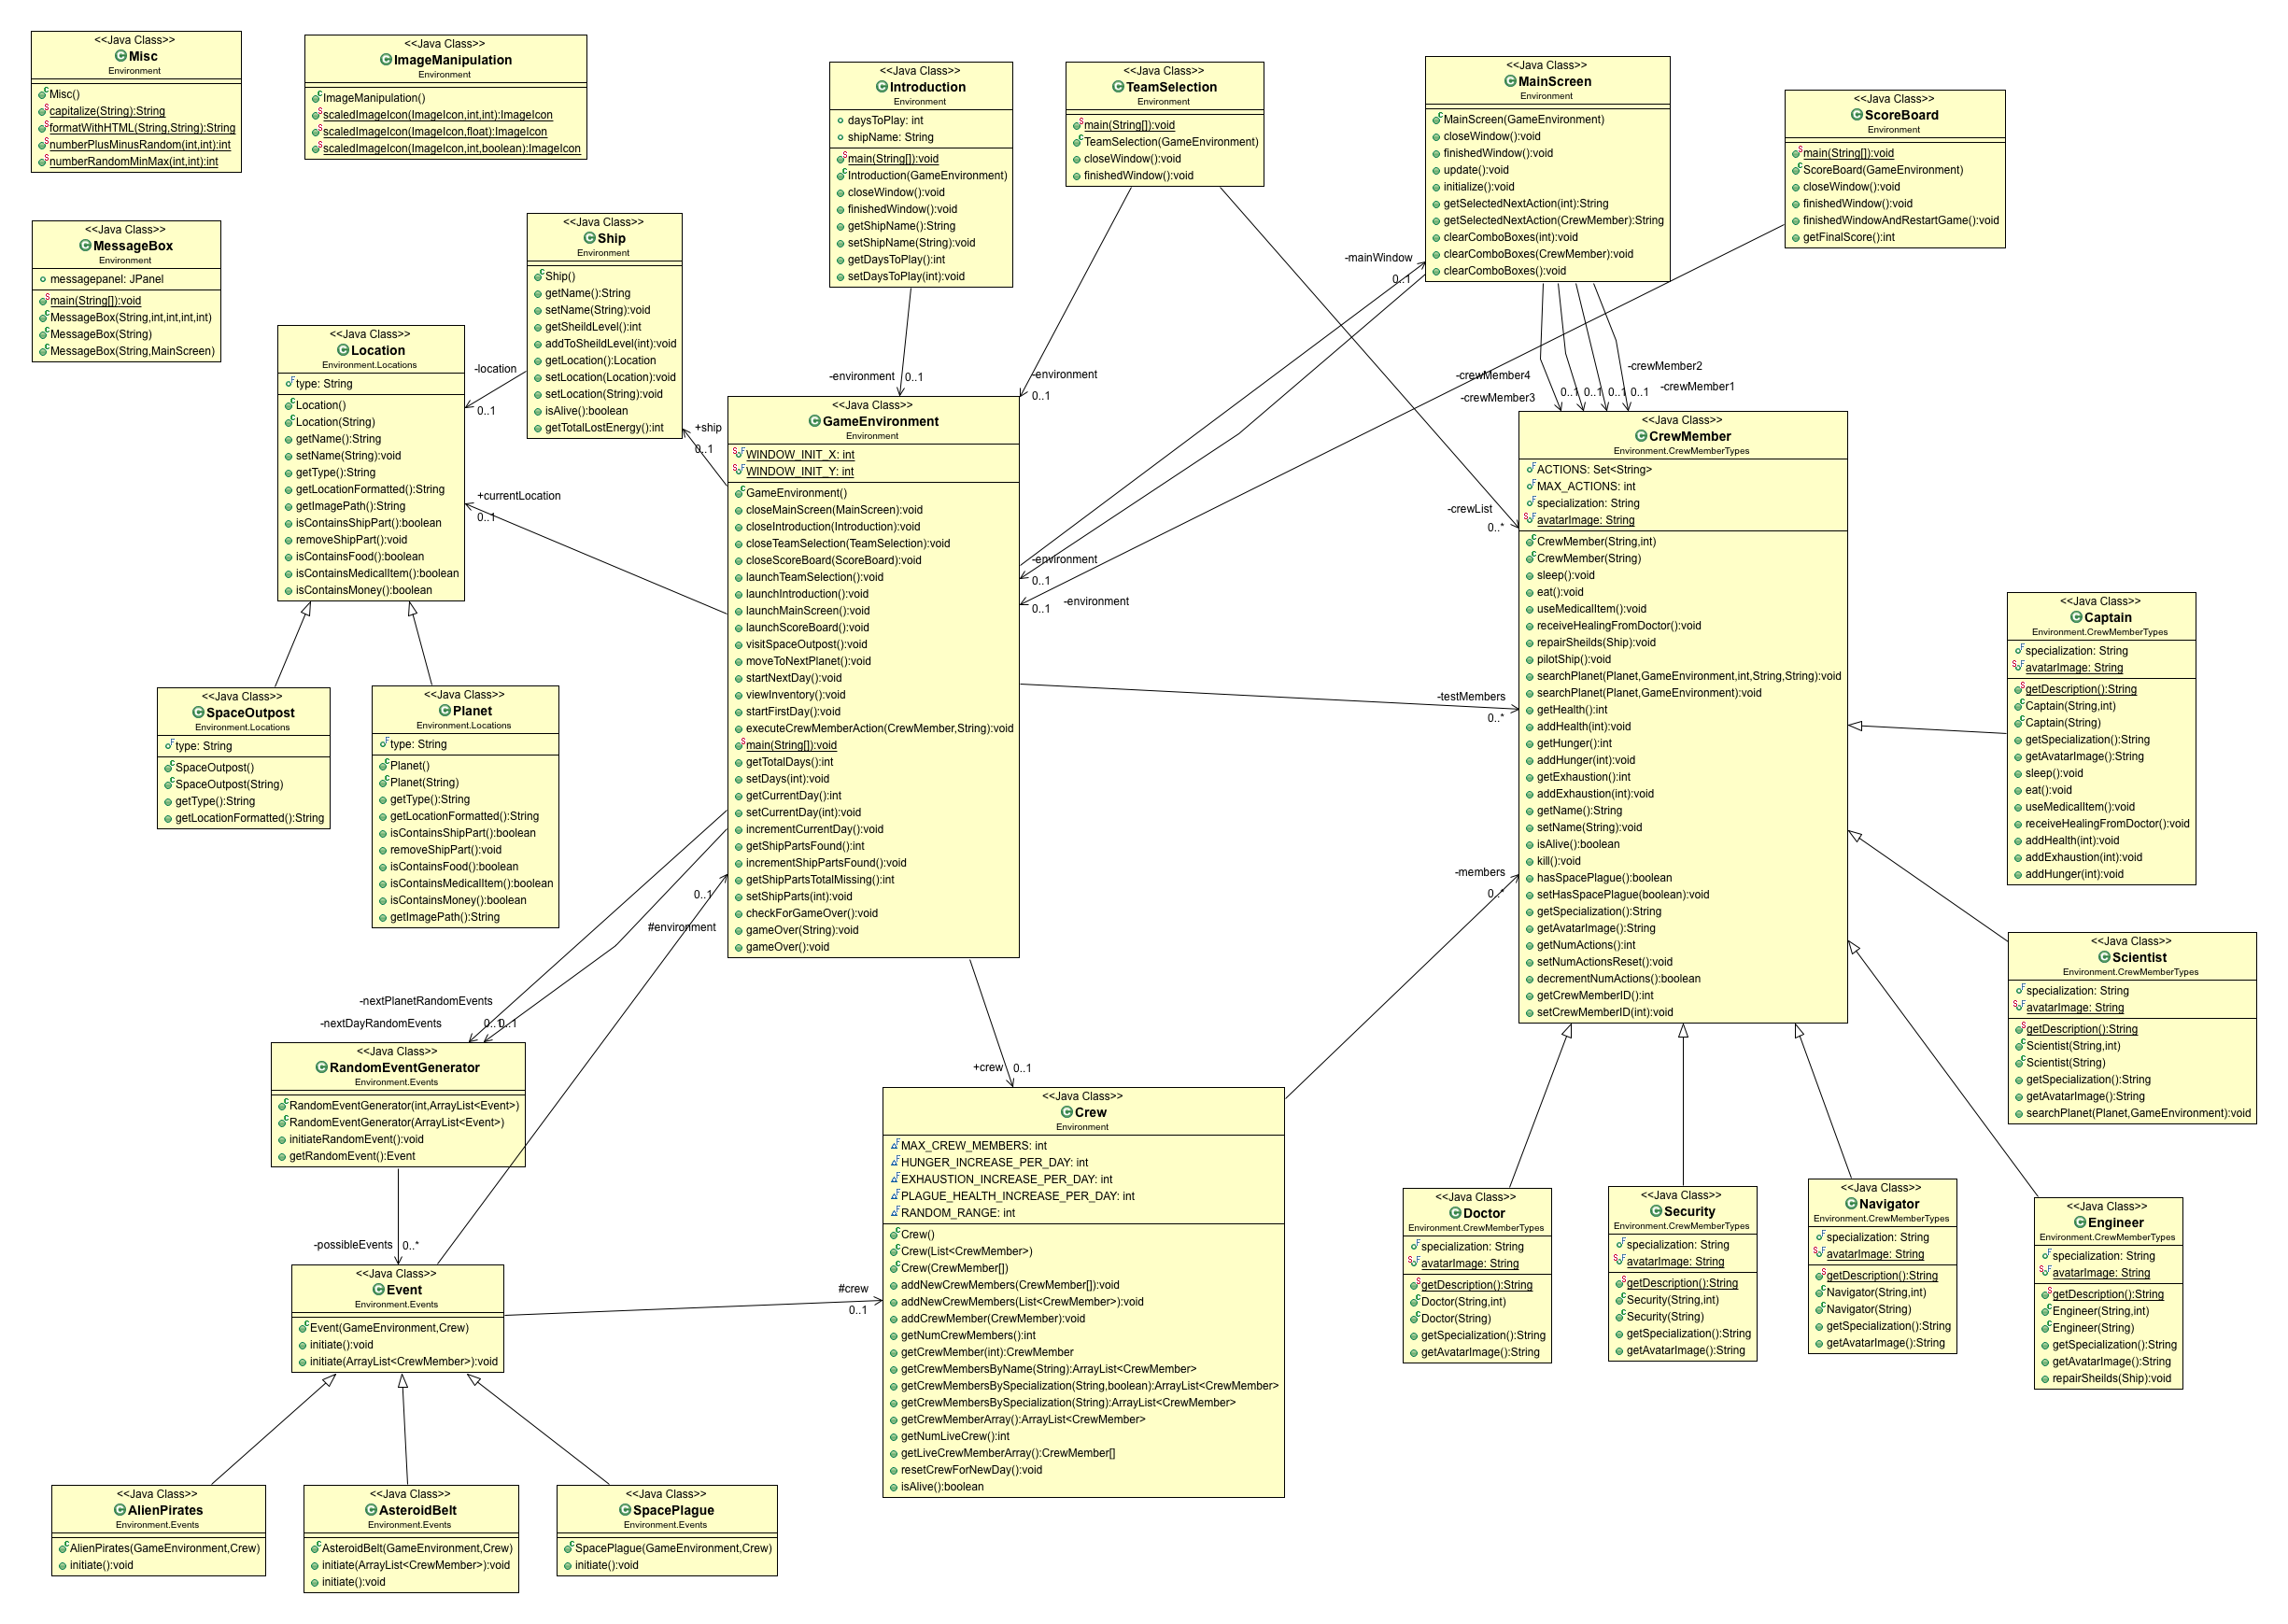 <<Java Class>>
Misc
Environment
Misc()
capitalize(String):String
formatWithHTML(String,String):String
numberPlusMinusRandom(int,int):int
numberRandomMinMax(int,int):int
<<Java Class>>
ImageManipulation
Environment
ImageManipulation()
scaledImageIcon(ImageIcon,int,int):ImageIcon
scaledImageIcon(ImageIcon,float):ImageIcon
scaledImageIcon(ImageIcon,int,boolean):ImageIcon
<<Java Class>>
Introduction
Environment
daysToPlay: int
shipName: String
main(String[]):void
Introduction(GameEnvironment)
closeWindow():void
finishedWindow():void
getShipName():String
setShipName(String):void
getDaysToPlay():int
setDaysToPlay(int):void
<<Java Class>>
TeamSelection
Environment
main(String[]):void
TeamSelection(GameEnvironment)
closeWindow():void
finishedWindow():void
<<Java Class>>
MainScreen
Environment
MainScreen(GameEnvironment)
closeWindow():void
finishedWindow():void
update():void
initialize():void
getSelectedNextAction(int):String
getSelectedNextAction(CrewMember):String
clearComboBoxes(int):void
clearComboBoxes(CrewMember):void
clearComboBoxes():void
<<Java Class>>
ScoreBoard
Environment
main(String[]):void
ScoreBoard(GameEnvironment)
closeWindow():void
finishedWindow():void
finishedWindowAndRestartGame():void
getFinalScore():int
<<Java Class>>
MessageBox
Environment
messagepanel: JPanel
main(String[]):void
MessageBox(String,int,int,int,int)
MessageBox(String)
MessageBox(String,MainScreen)
<<Java Class>>
Ship
Environment
Ship()
getName():String
setName(String):void
getSheildLevel():int
addToSheildLevel(int):void
getLocation():Location
setLocation(Location):void
setLocation(String):void
isAlive():boolean
getTotalLostEnergy():int
<<Java Class>>
Location
Environment.Locations
type: String
Location()
Location(String)
getName():String
setName(String):void
getType():String
getLocationFormatted():String
getImagePath():String
isContainsShipPart():boolean
removeShipPart():void
isContainsFood():boolean
isContainsMedicalItem():boolean
isContainsMoney():boolean
-location
0..1
+ship
0..1
+currentLocation
0..1
-environment
0..1
-environment
0..1
-mainWindow
0..1
-crewMember4
-crewMember3
-crewMember2
-crewMember1
0..1
0..1
0..1
0..1
-crewList
0..*
-environment
0..1
-environment
0..1
-testMembers
0..*
-members
0..*
<<Java Class>>
GameEnvironment
Environment
WINDOW_INIT_X: int
WINDOW_INIT_Y: int
GameEnvironment()
closeMainScreen(MainScreen):void
closeIntroduction(Introduction):void
closeTeamSelection(TeamSelection):void
closeScoreBoard(ScoreBoard):void
launchTeamSelection():void
launchIntroduction():void
launchMainScreen():void
launchScoreBoard():void
visitSpaceOutpost():void
moveToNextPlanet():void
startNextDay():void
viewInventory():void
startFirstDay():void
executeCrewMemberAction(CrewMember,String):void
main(String[]):void
getTotalDays():int
setDays(int):void
getCurrentDay():int
setCurrentDay(int):void
incrementCurrentDay():void
getShipPartsFound():int
incrementShipPartsFound():void
getShipPartsTotalMissing():int
setShipParts(int):void
checkForGameOver():void
gameOver(String):void
gameOver():void
<<Java Class>>
CrewMember
Environment.CrewMemberTypes
ACTIONS: Set<String>
MAX_ACTIONS: int
specialization: String
avatarImage: String
CrewMember(String,int)
CrewMember(String)
sleep():void
eat():void
useMedicalItem():void
receiveHealingFromDoctor():void
repairSheilds(Ship):void
pilotShip():void
searchPlanet(Planet,GameEnvironment,int,String,String):void
searchPlanet(Planet,GameEnvironment):void
getHealth():int
addHealth(int):void
getHunger():int
addHunger(int):void
getExhaustion():int
addExhaustion(int):void
getName():String
setName(String):void
isAlive():boolean
kill():void
hasSpacePlague():boolean
setHasSpacePlague(boolean):void
getSpecialization():String
getAvatarImage():String
getNumActions():int
setNumActionsReset():void
decrementNumActions():boolean
getCrewMemberID():int
setCrewMemberID(int):void
<<Java Class>>
Captain
Environment.CrewMemberTypes
specialization: String
avatarImage: String
getDescription():String
Captain(String,int)
Captain(String)
getSpecialization():String
getAvatarImage():String
sleep():void
eat():void
useMedicalItem():void
receiveHealingFromDoctor():void
addHealth(int):void
addExhaustion(int):void
addHunger(int):void
<<Java Class>>
SpaceOutpost
Environment.Locations
type: String
SpaceOutpost()
SpaceOutpost(String)
getType():String
getLocationFormatted():String
<<Java Class>>
Planet
Environment.Locations
type: String
Planet()
Planet(String)
getType():String
getLocationFormatted():String
isContainsShipPart():boolean
removeShipPart():void
isContainsFood():boolean
isContainsMedicalItem():boolean
isContainsMoney():boolean
getImagePath():String
0..1
#environment
-nextPlanetRandomEvents
-nextDayRandomEvents
0..1
0..1
<<Java Class>>
Scientist
Environment.CrewMemberTypes
specialization: String
avatarImage: String
getDescription():String
Scientist(String,int)
Scientist(String)
getSpecialization():String
getAvatarImage():String
searchPlanet(Planet,GameEnvironment):void
<<Java Class>>
RandomEventGenerator
Environment.Events
RandomEventGenerator(int,ArrayList<Event>)
RandomEventGenerator(ArrayList<Event>)
initiateRandomEvent():void
getRandomEvent():Event
+crew
0..1
<<Java Class>>
Crew
Environment
MAX_CREW_MEMBERS: int
HUNGER_INCREASE_PER_DAY: int
EXHAUSTION_INCREASE_PER_DAY: int
PLAGUE_HEALTH_INCREASE_PER_DAY: int
RANDOM_RANGE: int
Crew()
Crew(List<CrewMember>)
Crew(CrewMember[])
addNewCrewMembers(CrewMember[]):void
addNewCrewMembers(List<CrewMember>):void
addCrewMember(CrewMember):void
getNumCrewMembers():int
getCrewMember(int):CrewMember
getCrewMembersByName(String):ArrayList<CrewMember>
getCrewMembersBySpecialization(String,boolean):ArrayList<CrewMember>
getCrewMembersBySpecialization(String):ArrayList<CrewMember>
getCrewMemberArray():ArrayList<CrewMember>
getNumLiveCrew():int
getLiveCrewMemberArray():CrewMember[]
resetCrewForNewDay():void
isAlive():boolean
<<Java Class>>
Doctor
Environment.CrewMemberTypes
specialization: String
avatarImage: String
getDescription():String
Doctor(String,int)
Doctor(String)
getSpecialization():String
getAvatarImage():String
<<Java Class>>
Security
Environment.CrewMemberTypes
specialization: String
avatarImage: String
getDescription():String
Security(String,int)
Security(String)
getSpecialization():String
getAvatarImage():String
<<Java Class>>
Navigator
Environment.CrewMemberTypes
specialization: String
avatarImage: String
getDescription():String
Navigator(String,int)
Navigator(String)
getSpecialization():String
getAvatarImage():String
<<Java Class>>
Engineer
Environment.CrewMemberTypes
specialization: String
avatarImage: String
getDescription():String
Engineer(String,int)
Engineer(String)
getSpecialization():String
getAvatarImage():String
repairSheilds(Ship):void
-possibleEvents
0..*
<<Java Class>>
Event
Environment.Events
Event(GameEnvironment,Crew)
initiate():void
initiate(ArrayList<CrewMember>):void
#crew
0..1
<<Java Class>>
AlienPirates
Environment.Events
AlienPirates(GameEnvironment,Crew)
initiate():void
<<Java Class>>
AsteroidBelt
Environment.Events
AsteroidBelt(GameEnvironment,Crew)
initiate(ArrayList<CrewMember>):void
initiate():void
<<Java Class>>
SpacePlague
Environment.Events
SpacePlague(GameEnvironment,Crew)
initiate():void